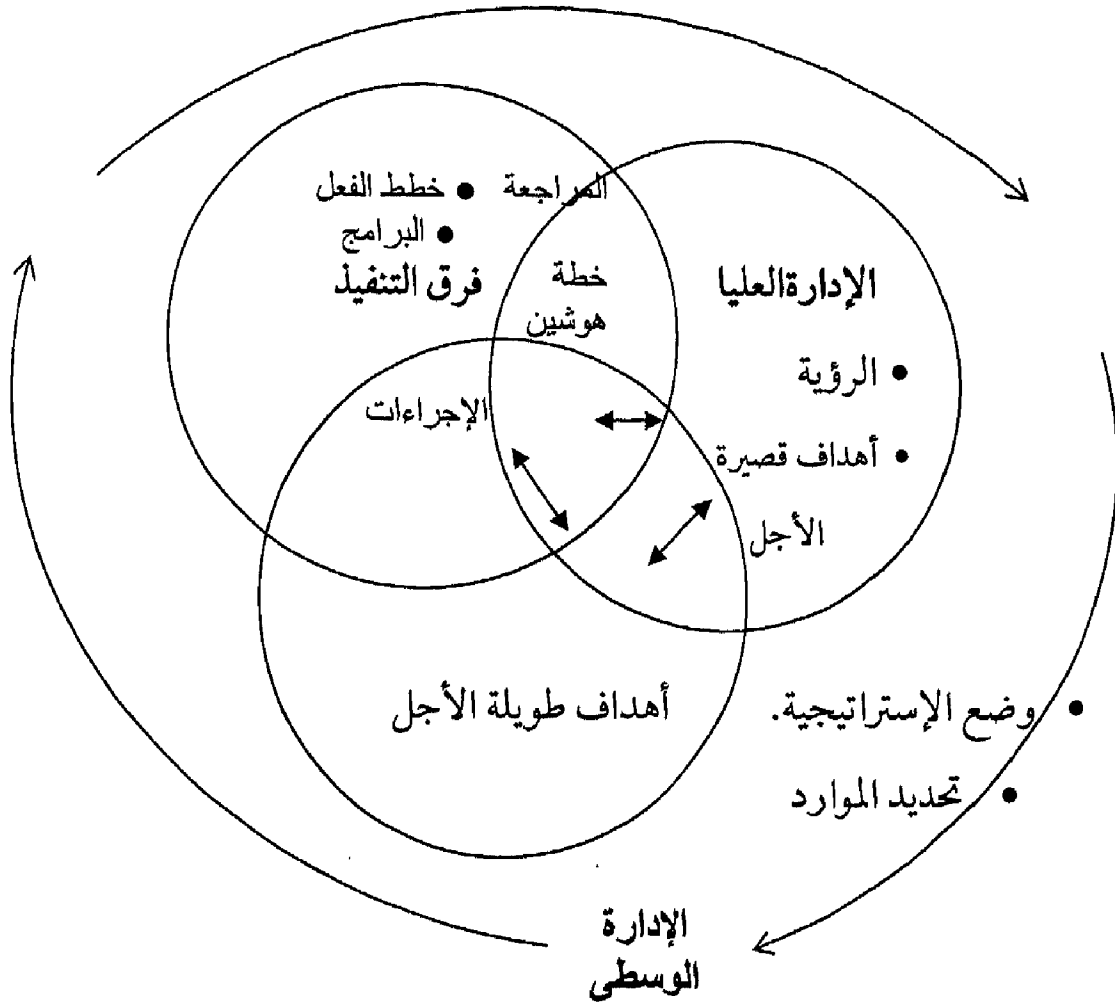 المراجعة
• خطط الفعل
• البرامج
فرق التنفيذ
خطة
هوشين
الإدارة العليا
• الرؤية
• أهداف قصيرة
الأجل
الإجراءات
أهداف طويلة الأجل
• وضع الإستراتيجية.
• تحديد الموارد
الإدارة
الوسطى